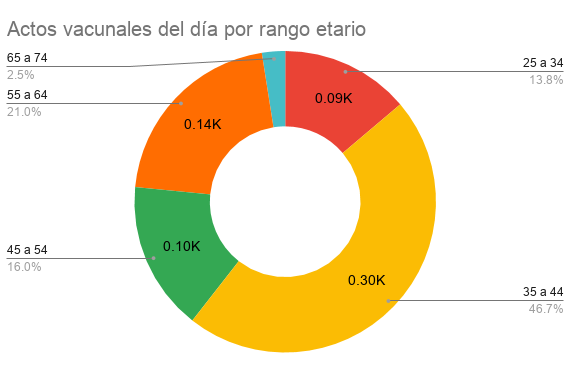 Actos vacunales del día por rango etario
65 a 74
2.5%
25 a 34
13.8%
55 a 64
21.0%
0.09K
0.14K
45 a 54
16.0%
0.10K
0.30K
35 a 44
46.7%